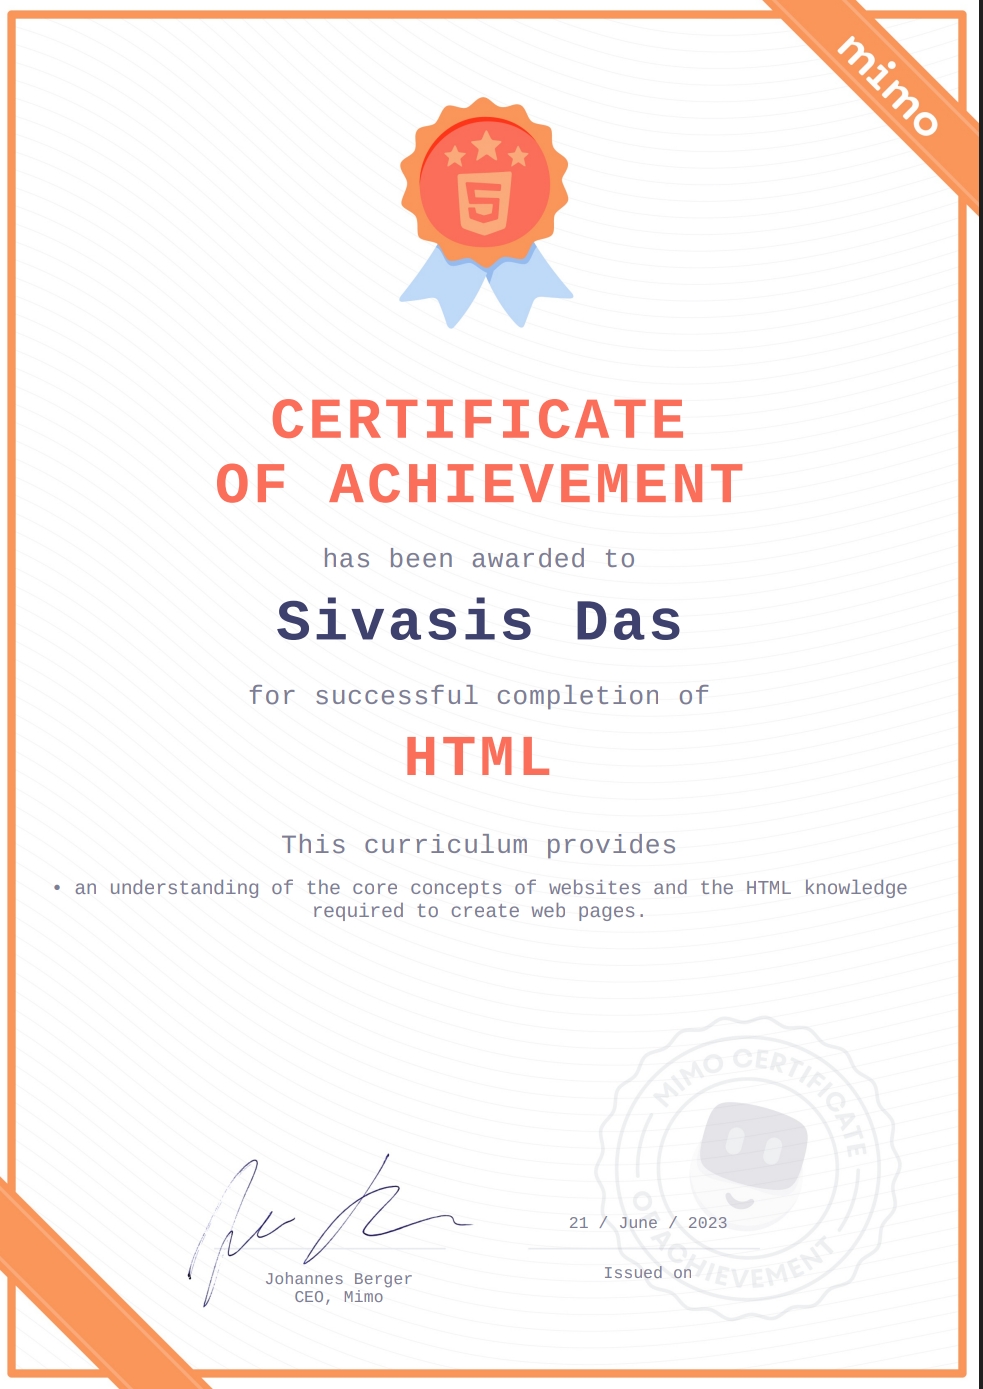 mimo
CERTIFICATE
OF ACHIEVEMENT
has been awarded to
Sivasis Das
for successful completion of
HTML
This curriculum provides
• an understanding of the core concepts of websites and the HTML knowledge
required to create web pages.
MIMO CERTIFICATE
OF ACHIEVEMENT
21 / June / 2023
Issued on
Johannes Berger
CEO, Mimo